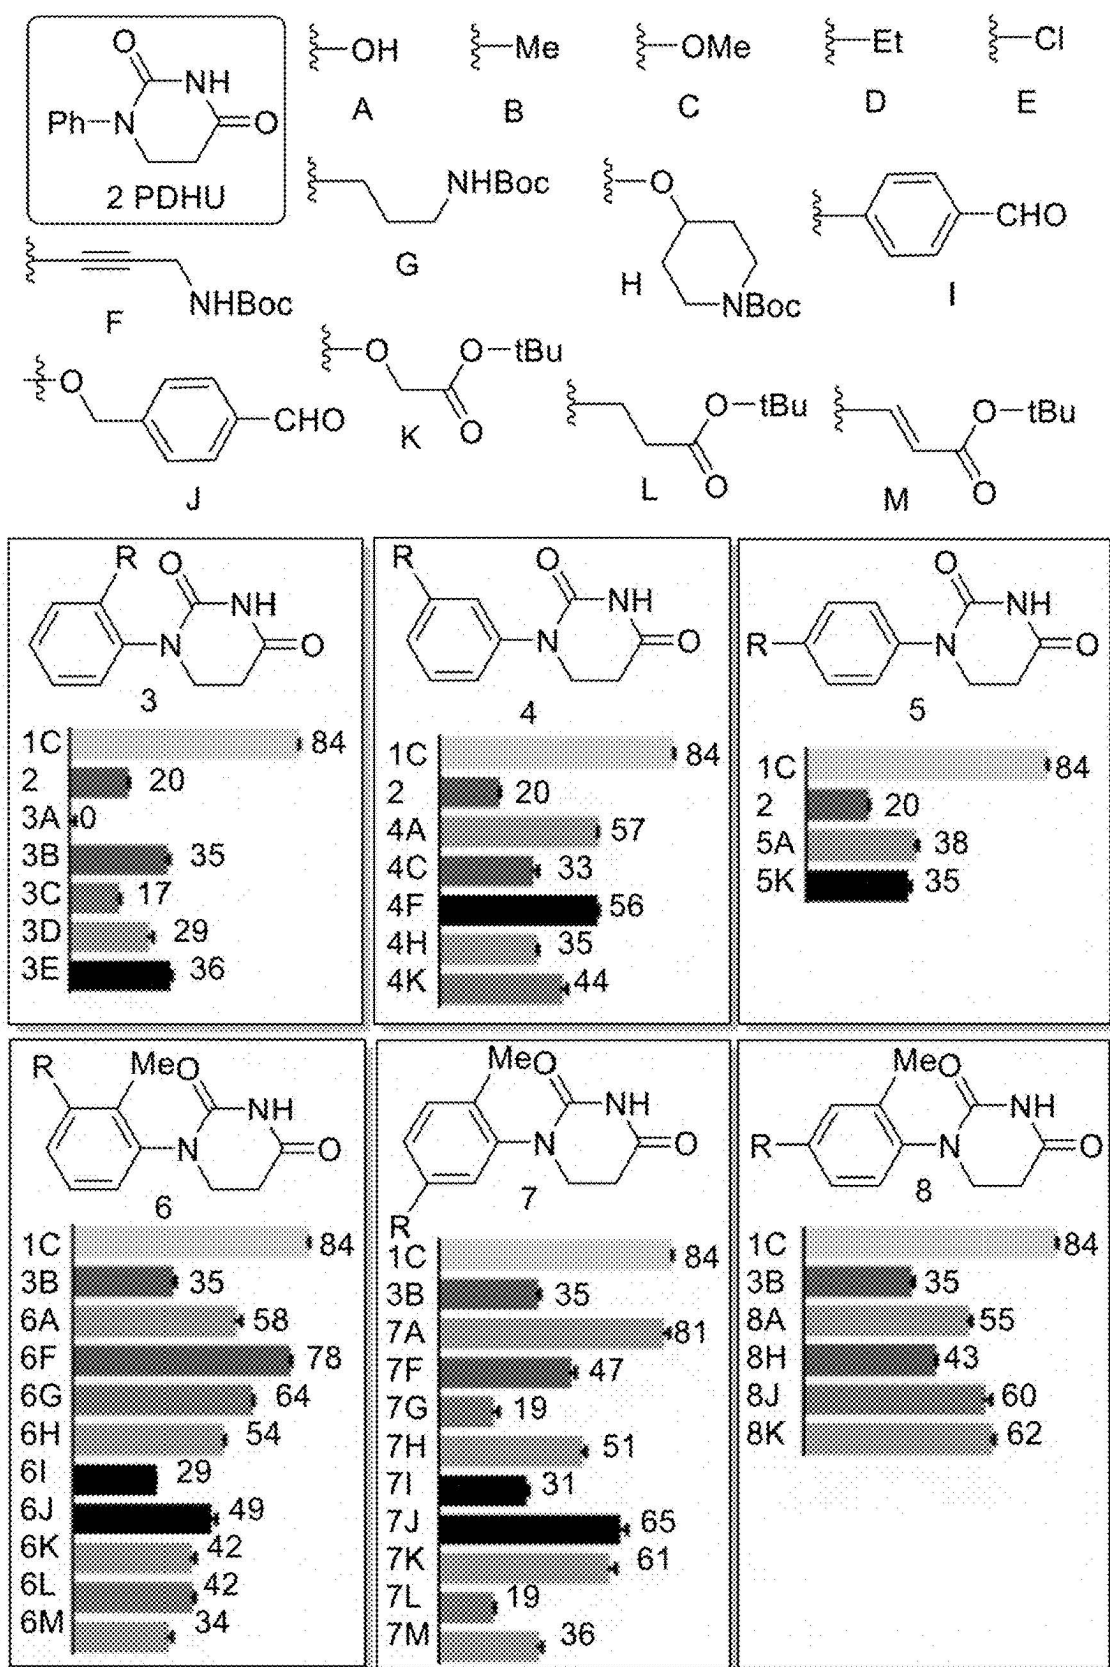 O
NH
Ph
N
O
2 PDHU
OH
A
Me
B
OMe
C
Et
D
Cl
E
NHBoc
G
O
NBoc
H
CHO
I
NHBoc
F
O
CHO
J
O
O
tBu
O
K
O
tBu
O
L
O
tBu
O
M
R
O
NH
N
O
3
1C 84
2 20
3A 0
3B 35
3C 17
3D 29
3E 36
R
O
NH
N
O
4
1C 84
2 20
4A 57
4C 33
4F 56
4H 35
4K 44
O
NH
R
N
O
5
1C 84
2 20
5A 38
5K 35
R
MeO
NH
N
O
6
1C 84
3B 35
6A 58
6F 78
6G 64
6H 54
6I 29
6J 49
6K 42
6L 42
6M 34
MeO
NH
N
O
R
7
1C 84
3B 35
7A 81
7F 47
7G 19
7H 51
7I 31
7J 65
7K 61
7L 19
7M 36
MeO
NH
R
N
O
8
1C 84
3B 35
8A 55
8H 43
8J 60
8K 62